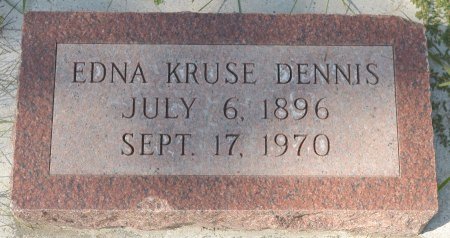 EDNA KRUSE DENNIS
JULY 6, 1896
SEPT. 17, 1970